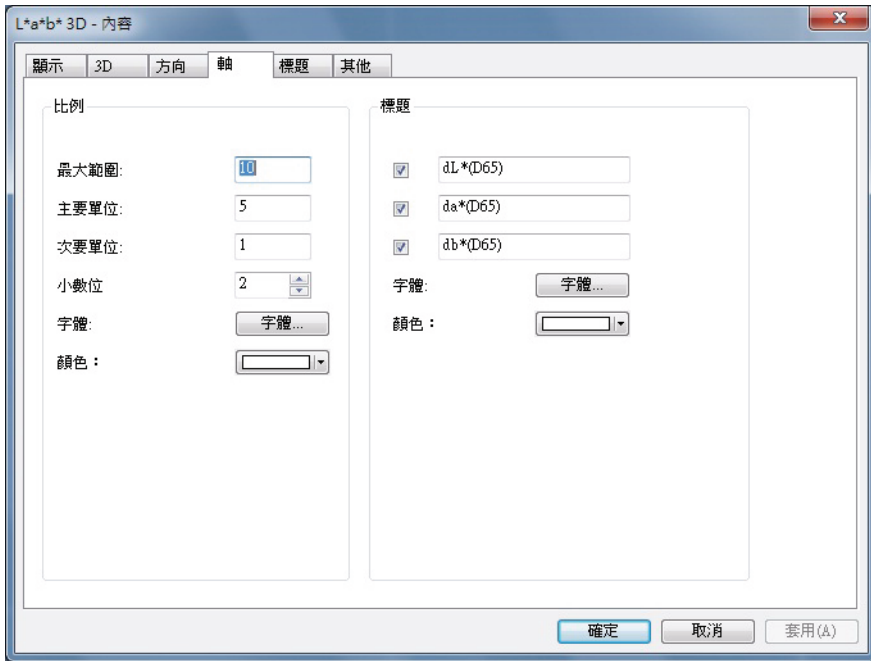 L*a*b* 3D - 內容
顯示 3D 方向 軸 標題 其他
比例
最大範圍: 10
主要單位: 5
次要單位: 1
小數位 2
字體: 字體...
顏色：
標題
dL*(D65)
da*(D65)
db*(D65)
字體: 字體...
顏色：
確定 取消 套用(A)